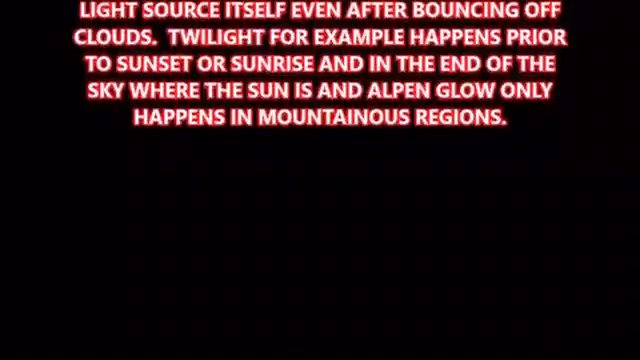 LIGHT SOURCE ITSELF EVEN AFTER BOUNCING OFF
CLOUDS.  TWILIGHT FOR EXAMPLE HAPPENS PRIOR
TO SUNSET OR SUNRISE AND IN THE END OF THE
SKY WHERE THE SUN IS AND ALPEN GLOW ONLY
HAPPENS IN MOUNTAINOUS REGIONS.